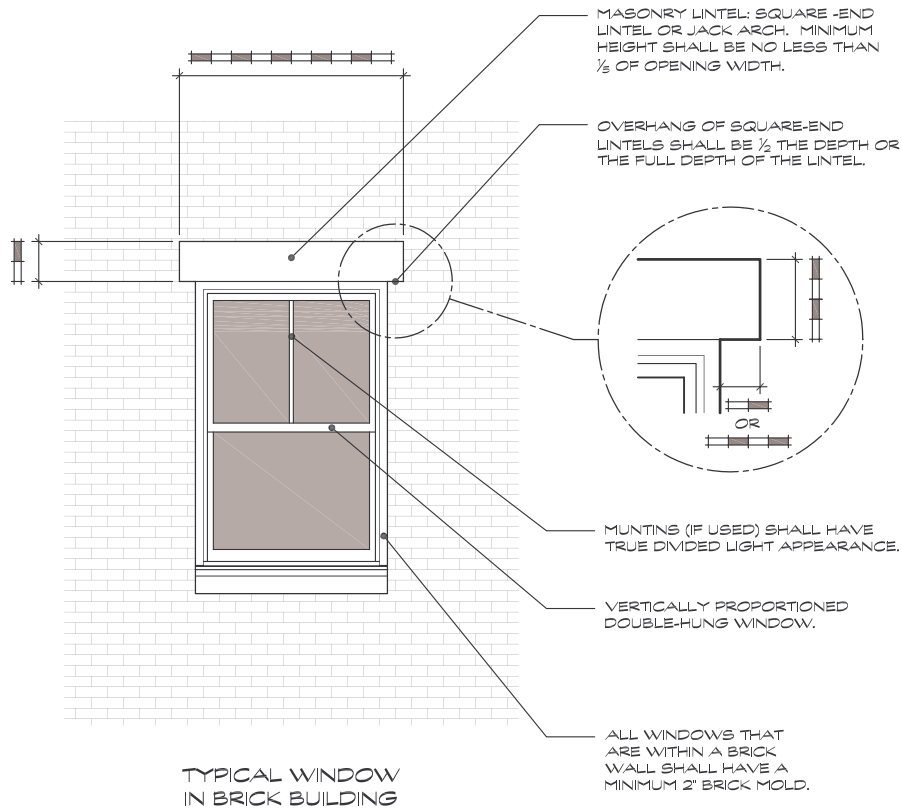 MASONRY LINTEL: SQUARE -END
LINTEL OR JACK ARCH. MINIMUM
HEIGHT SHALL BE NO LESS THAN
⅕ OF OPENING WIDTH.
OVERHANG OF SQUARE-END
LINTELS SHALL BE ½ THE DEPTH OR
THE FULL DEPTH OF THE LINTEL.
OR
MUNTINS (IF USED) SHALL HAVE
TRUE DIVIDED LIGHT APPEARANCE.
VERTICALLY PROPORTIONED
DOUBLE-HUNG WINDOW.
ALL WINDOWS THAT
ARE WITHIN A BRICK
WALL SHALL HAVE A
MINIMUM 2" BRICK MOLD.
TYPICAL WINDOW
IN BRICK BUILDING